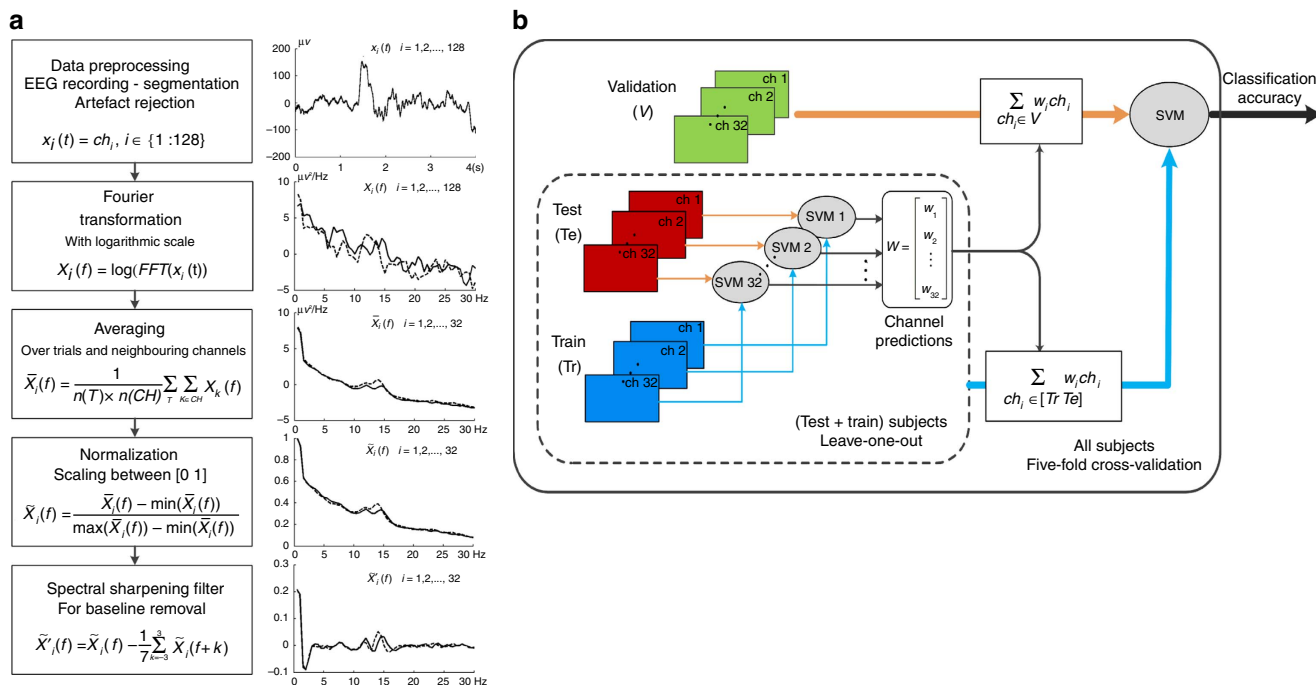 a
Data preprocessing
EEG recording - segmentation
Artefact rejection
x_i(t) = ch_i, i ∈ {1 :128}
Fourier
transformation
With logarithmic scale
X_i(f) = log(FFT(x_i(t))
Averaging
Over trials and neighbouring channels
X̄_i(f) = 1/(n(T)× n(CH)) ∑_T ∑_{K∈CH} X_k(f)
Normalization
Scaling between [0 1]
X̃_i(f) = (X̄_i(f) − min(X̄_i(f)))/(max(X̄_i(f)) − min(X̄_i(f)))
Spectral sharpening filter
For baseline removal
X̃'_i(f) = X̃_i(f) − 1/7 ∑_{k=−3}^{3} X̃_i(f+k)
μV
x_i(f) i = 1,2,..., 128
200
100
0
−100
−200
0 1 2 3 4(s)
μV²/Hz
X_i(f) i = 1,2,..., 128
10
5
0
−5
0 5 10 15 20 25 30 Hz
μV²/Hz
X̄_i(f) i = 1,2,..., 32
10
5
0
−5
0 5 10 15 20 25 30 Hz
X̃_i(f) i = 1,2,..., 32
1
0.8
0.6
0.4
0.2
0
0 5 10 15 20 25 30 Hz
X̃'_i(f) i = 1,2,..., 32
0.3
0.2
0.1
0
−0.1
0 5 10 15 20 25 30 Hz
b
Validation
(V)
ch 1
ch 2
ch 32
∑ w_i ch_i
ch_i ∈ V
SVM
Classification
accuracy
Test
(Te)
ch 1
ch 2
ch 32
SVM 1
SVM 2
SVM 32
W =
w_1
w_2
⋮
w_32
Channel
predictions
Train
(Tr)
ch 1
ch 2
ch 32
(Test + train) subjects
Leave-one-out
∑ w_i ch_i
ch_i ∈ [Tr Te]
All subjects
Five-fold cross-validation